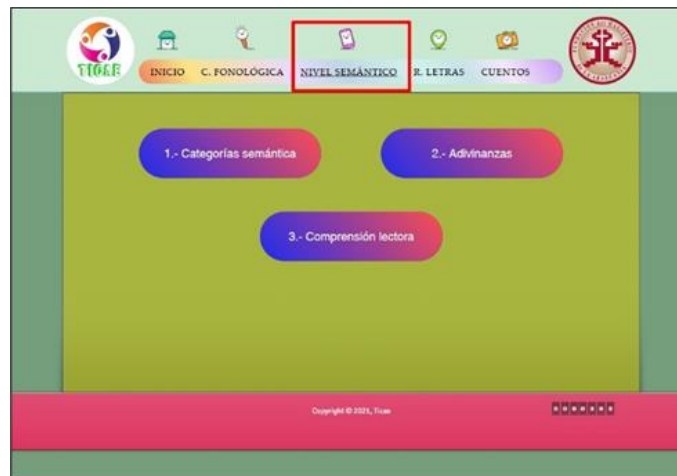 TICAE
INICIO C. FONOLÓGICA NIVEL SEMÁNTICO R. LETRAS CUENTOS
1.- Categorías semántica
2.- Adivinanzas
3.- Comprensión lectora
Copyright © 2021, Ticae